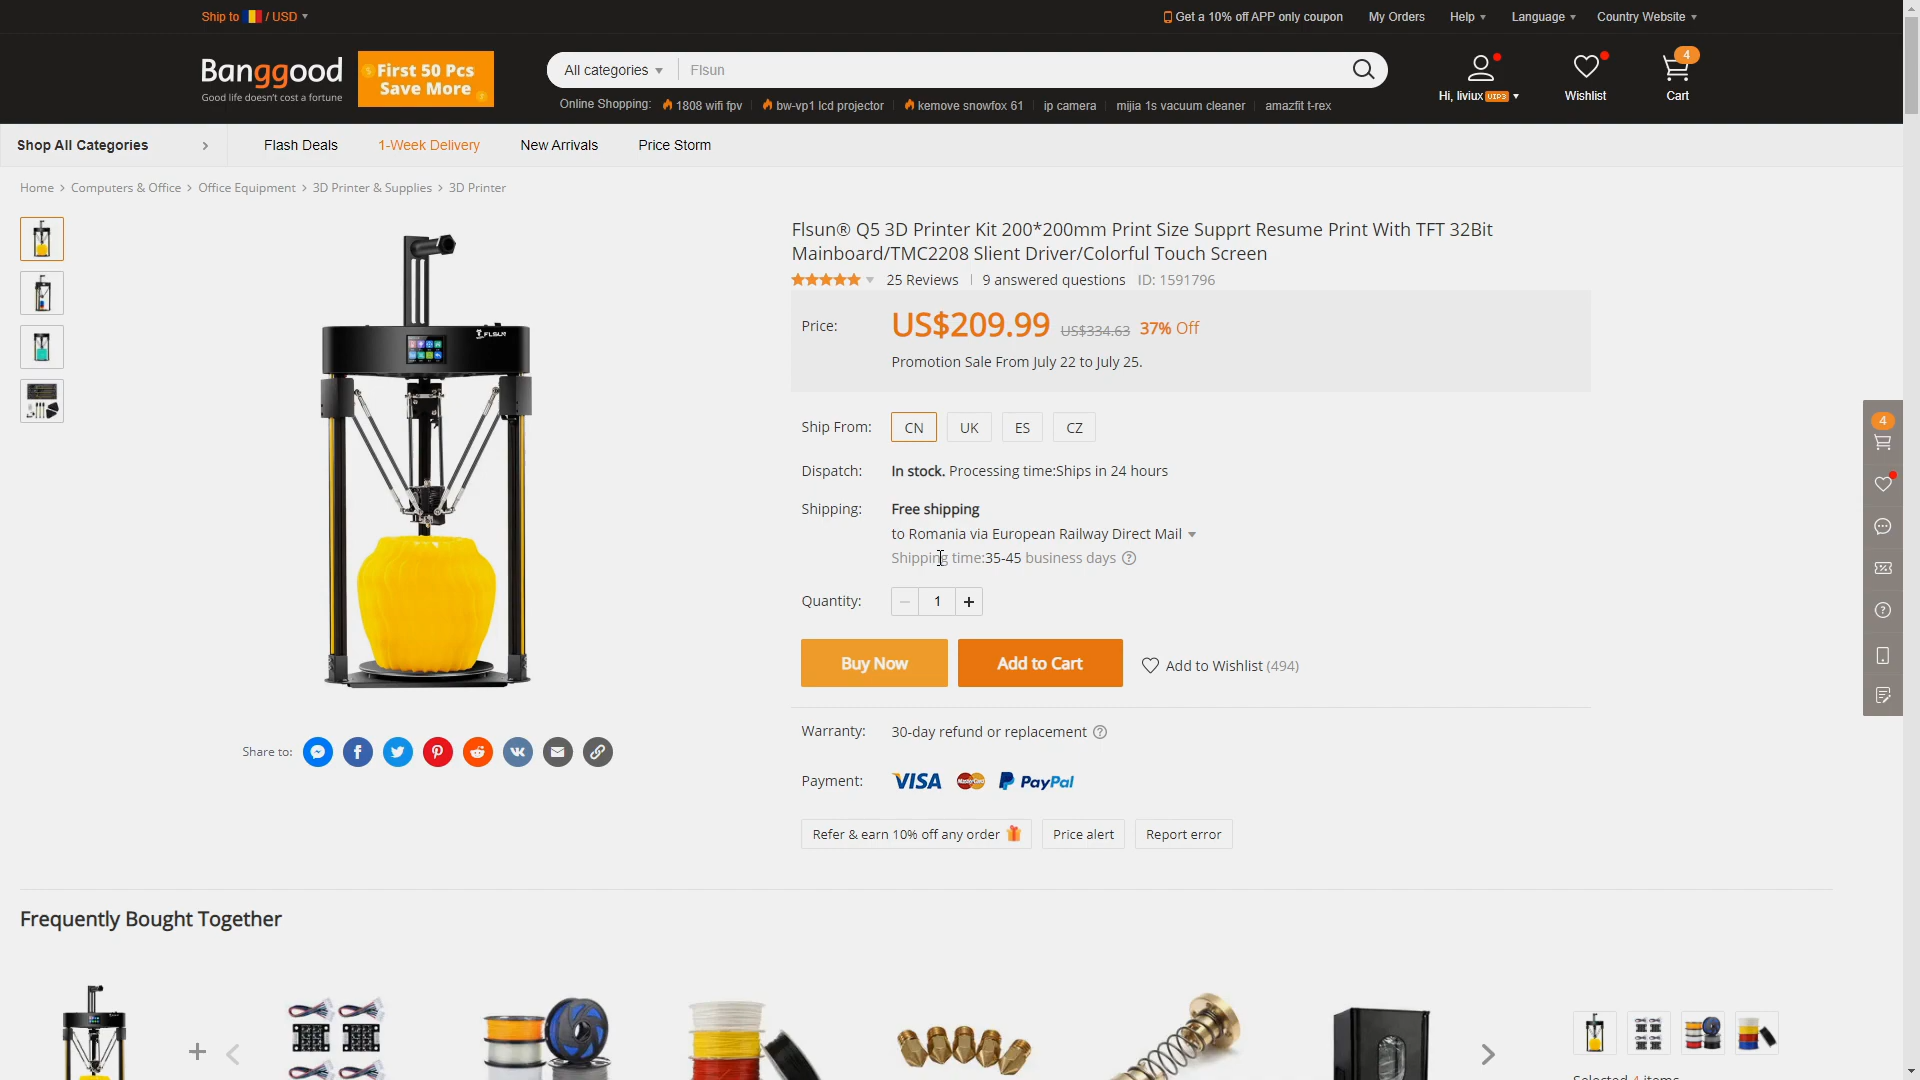 Ship to / USD
Get a 10% off APP only coupon
My Orders
Help
Language
Country Website
Banggood
Good life doesn't cost a fortune
First 50 Pcs
Save More
All categories
Flsun
Online Shopping:
1808 wifi fpv
bw-vp1 lcd projector
kemove snowfox 61
ip camera
mijia 1s vacuum cleaner
amazfit t-rex
Hi, liviux VIP3
Wishlist
4
Cart
Shop All Categories
Flash Deals
1-Week Delivery
New Arrivals
Price Storm
Home > Computers & Office > Office Equipment > 3D Printer & Supplies > 3D Printer
Flsun® Q5 3D Printer Kit 200*200mm Print Size Supprt Resume Print With TFT 32Bit
Mainboard/TMC2208 Slient Driver/Colorful Touch Screen
25 Reviews
9 answered questions
ID: 1591796
Price:
US$209.99 US$334.63 37% Off
Promotion Sale From July 22 to July 25.
Ship From:
CN
UK
ES
CZ
Dispatch:
In stock. Processing time:Ships in 24 hours
Shipping:
Free shipping
to Romania via European Railway Direct Mail
Shipping time:35-45 business days
Quantity:
1
Buy Now
Add to Cart
Add to Wishlist (494)
Warranty:
30-day refund or replacement
Payment:
VISA
MasterCard
PayPal
Refer & earn 10% off any order
Price alert
Report error
FLSUN
Share to:
4
Frequently Bought Together
Selected 4 items